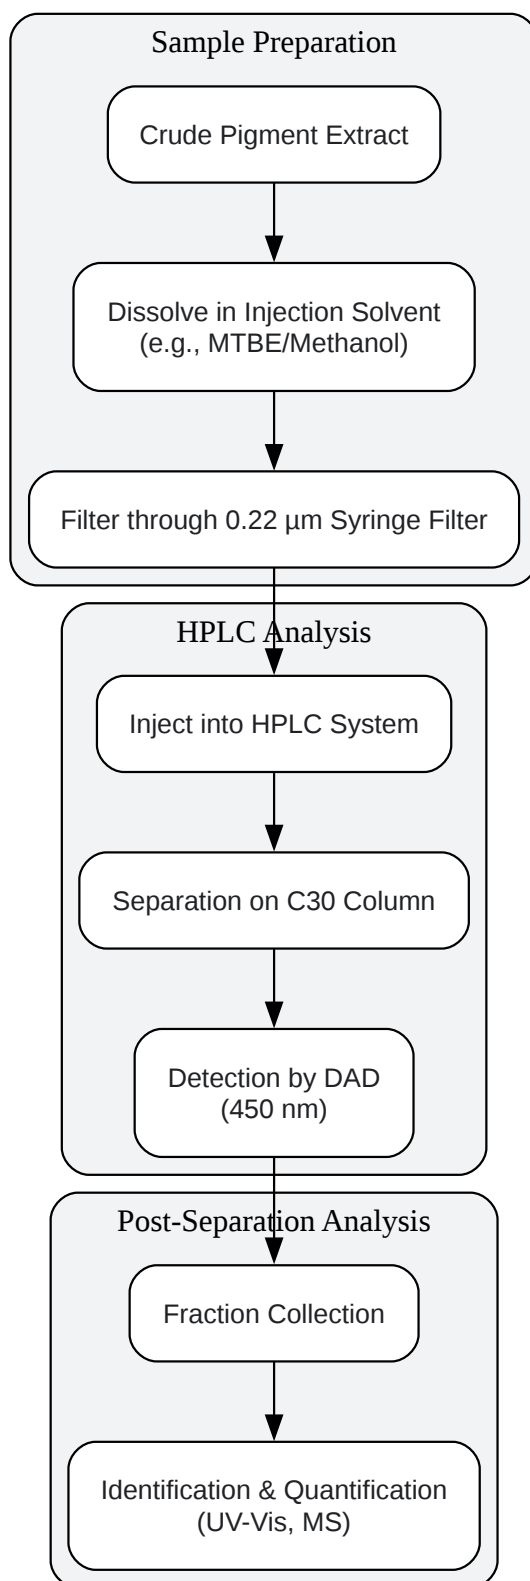 Sample Preparation
Crude Pigment Extract
Dissolve in Injection Solvent
(e.g., MTBE/Methanol)
Filter through 0.22 µm Syringe Filter
HPLC Analysis
Inject into HPLC System
Separation on C30 Column
Detection by DAD
(450 nm)
Post-Separation Analysis
Fraction Collection
Identification & Quantification
(UV-Vis, MS)